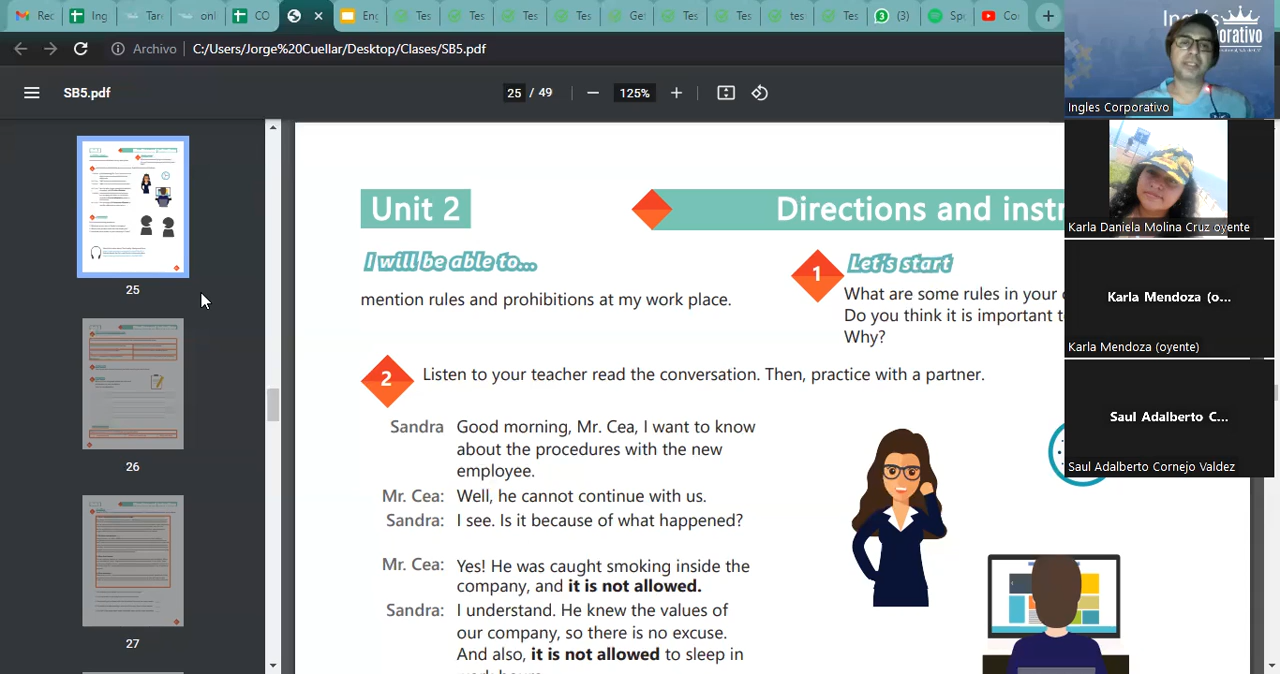 Rec
Ing
Tare
onl
CO
Eng
Tes
Tes
Tes
Tes
Get
Tes
Tes
tes
Tes
3 (3)
Spo
Co
Archivo C:/Users/Jorge%20Cuellar/Desktop/Clases/SB5.pdf
SB5.pdf
25 / 49
125%
25
26
27
Unit 2
Directions and inst
I will be able to...
mention rules and prohibitions at my work place.
1
Let's start
What are some rules in your
Do you think it is important t
Why?
2
Listen to your teacher read the conversation. Then, practice with a partner.
Sandra Good morning, Mr. Cea, I want to know
about the procedures with the new
employee.
Mr. Cea: Well, he cannot continue with us.
Sandra: I see. Is it because of what happened?
Mr. Cea: Yes! He was caught smoking inside the
company, and it is not allowed.
Sandra: I understand. He knew the values of
our company, so there is no excuse.
And also, it is not allowed to sleep in
Inglés
orativo
Ingles Corporativo
Karla Daniela Molina Cruz oyente
Karla Mendoza (o...
Karla Mendoza (oyente)
Saul Adalberto C...
Saul Adalberto Cornejo Valdez